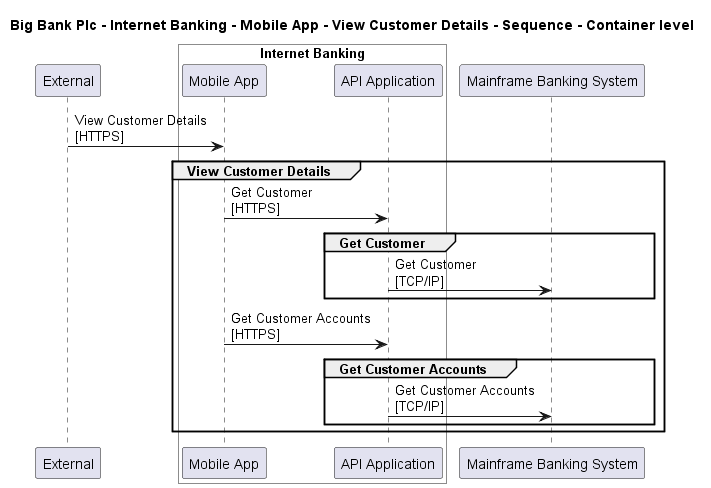 Big Bank Plc - Internet Banking - Mobile App - View Customer Details - Sequence - Container level
Internet Banking
External
Mobile App
API Application
Mainframe Banking System
View Customer Details
[HTTPS]
View Customer Details
Get Customer
[HTTPS]
Get Customer
Get Customer
[TCP/IP]
Get Customer Accounts
[HTTPS]
Get Customer Accounts
Get Customer Accounts
[TCP/IP]
External
Mobile App
API Application
Mainframe Banking System